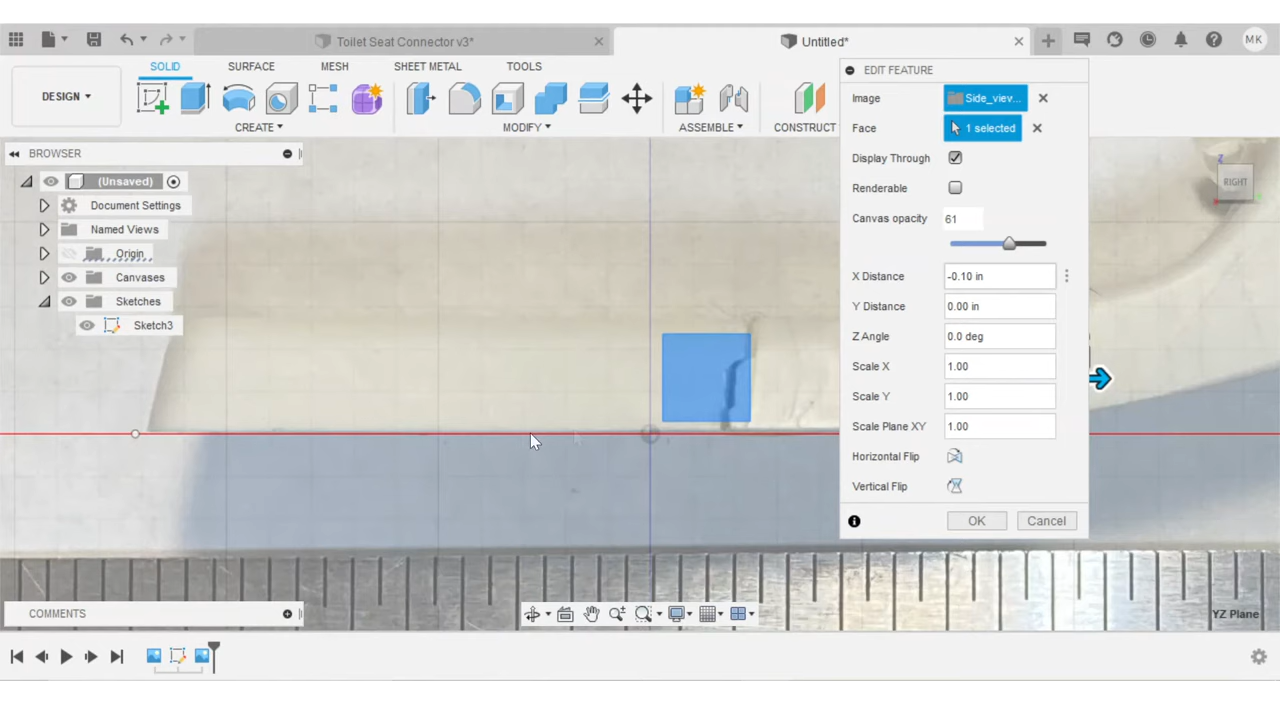 Toilet Seat Connector v3*
Untitled*
MK
DESIGN
SOLID
SURFACE
MESH
SHEET METAL
TOOLS
CREATE
MODIFY
ASSEMBLE
CONSTRUCT
BROWSER
(Unsaved)
Document Settings
Named Views
Origin
Canvases
Sketches
Sketch3
EDIT FEATURE
Image
Side_viev...
Face
1 selected
Display Through
Renderable
Canvas opacity
61
X Distance
-0.10 in
Y Distance
0.00 in
Z Angle
0.0 deg
Scale X
1.00
Scale Y
1.00
Scale Plane XY
1.00
Horizontal Flip
Vertical Flip
OK
Cancel
Z
RIGHT
COMMENTS
YZ Plane